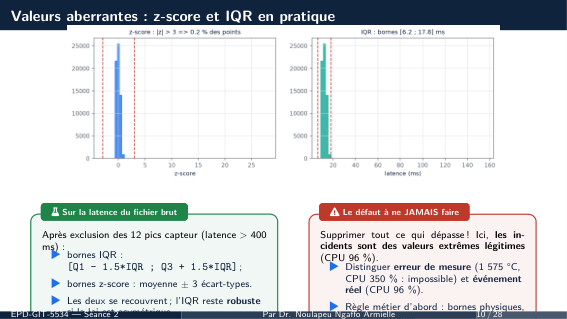 Valeurs aberrantes : z-score et IQR en pratique
z-score : |z| > 3 => 0.2 % des points
25000
20000
15000
10000
5000
0
0 5 10 15 20 25
z-score
IQR : bornes [6.2 ; 17.8] ms
25000
20000
15000
10000
5000
0
20 40 60 80 100 120 140 160
latence (ms)
Sur la latence du fichier brut
Après exclusion des 12 pics capteur (latence > 400
ms) :
bornes IQR :
[Q1 − 1.5*IQR ; Q3 + 1.5*IQR] ;
bornes z-score : moyenne ± 3 écart-types.
Les deux se recouvrent ; l'IQR reste robuste
Le défaut à ne JAMAIS faire
Supprimer tout ce qui dépasse ! Ici, les in-
cidents sont des valeurs extrêmes légitimes
(CPU 96 %).
Distinguer erreur de mesure (1 575 °C,
CPU 350 % : impossible) et événement
réel (CPU 96 %).
Règle métier d'abord : bornes physiques,
EPD-GIT-5534 — Séance 2 Par Dr. Noulapeu Ngaffo Armielle 10 / 28